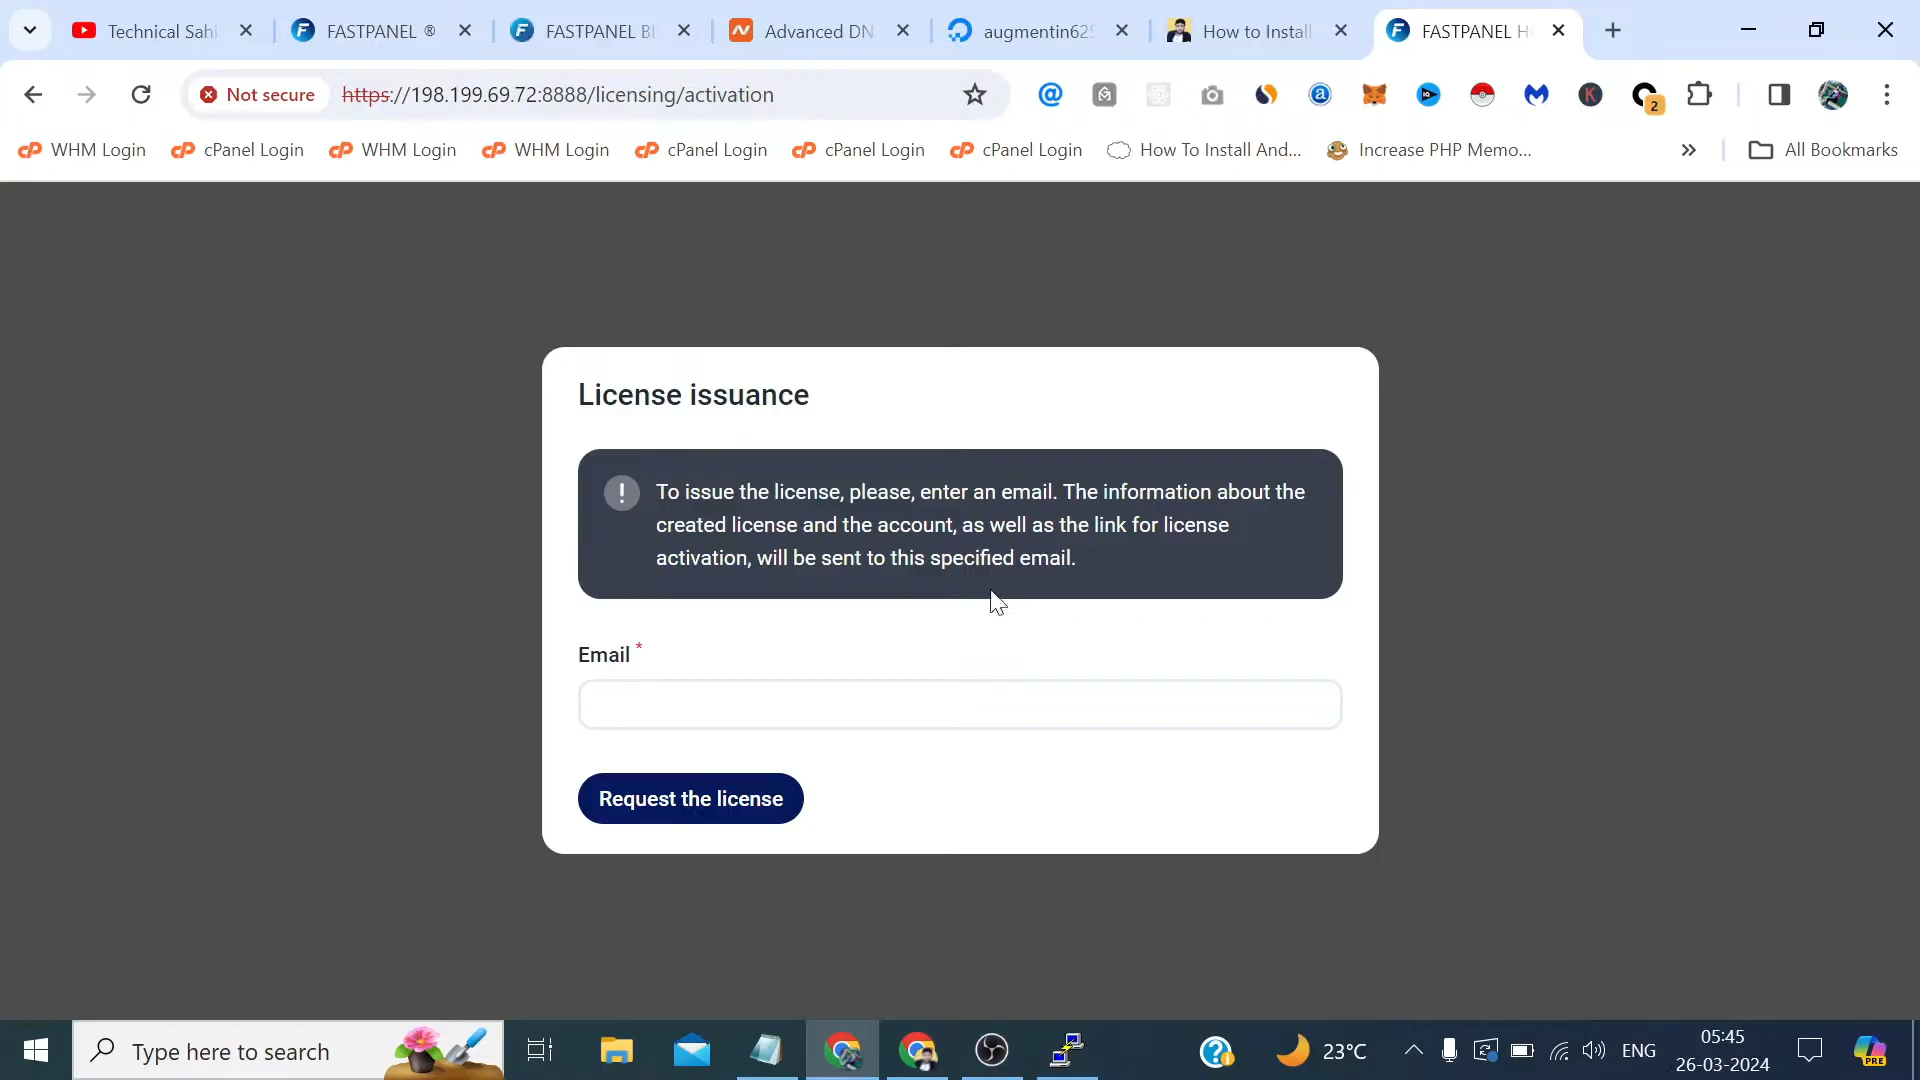 Technical Sahi
FASTPANEL ®
FASTPANEL BI
Advanced DN
augmentin625
How to Install
FASTPANEL H
Not secure
https://198.199.69.72:8888/licensing/activation
2
WHM Login
cPanel Login
WHM Login
WHM Login
cPanel Login
cPanel Login
cPanel Login
How To Install And...
Increase PHP Memo...
All Bookmarks
License issuance
To issue the license, please, enter an email. The information about the
created license and the account, as well as the link for license
activation, will be sent to this specified email.
Email *
Request the license
Type here to search
23°C
ENG
05:45
26-03-2024
PRE